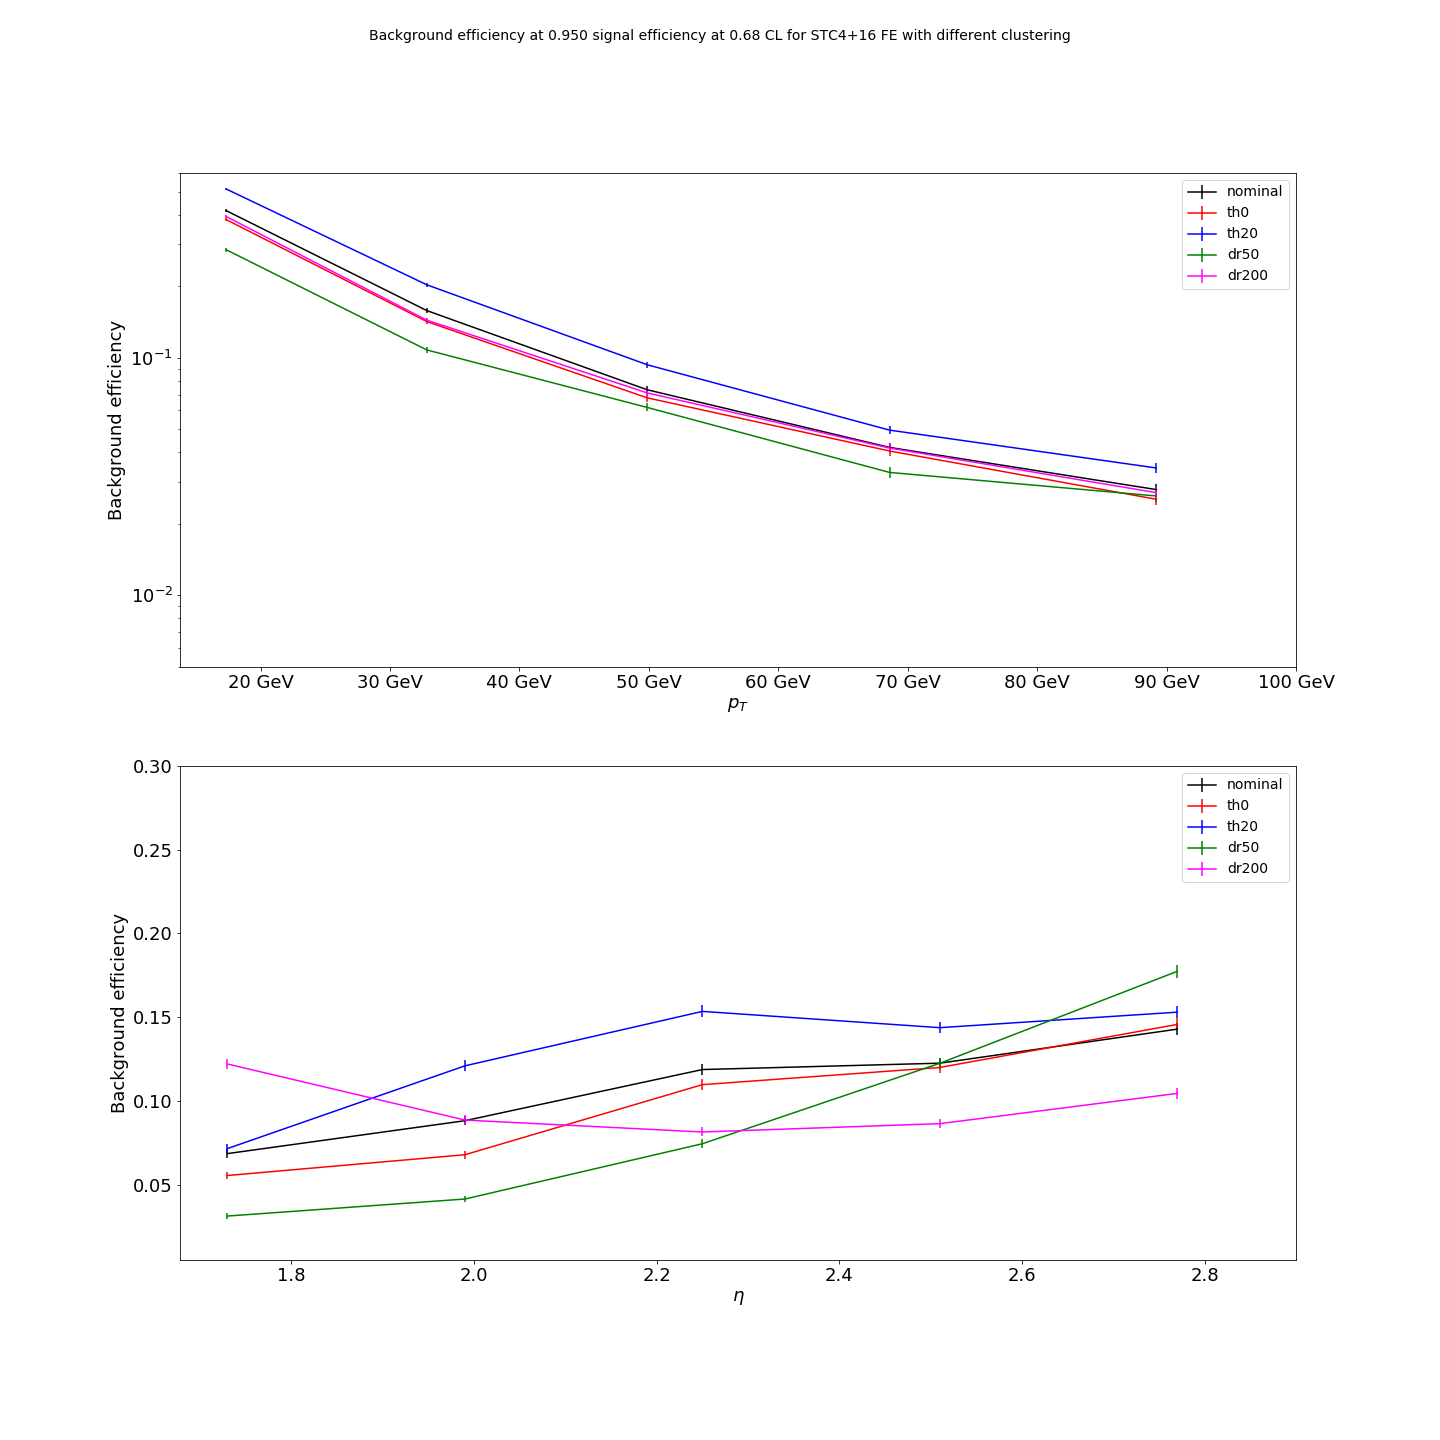 Background efficiency at 0.950 signal efficiency at 0.68 CL for STC4+16 FE with different clustering
nominal
th0
th20
dr50
dr200
Background efficiency
10⁻¹
10⁻²
20 GeV 30 GeV 40 GeV 50 GeV 60 GeV 70 GeV 80 GeV 90 GeV 100 GeV
p_T
0.30
0.25
0.20
0.15
0.10
0.05
Background efficiency
nominal
th0
th20
dr50
dr200
1.8 2.0 2.2 2.4 2.6 2.8
η